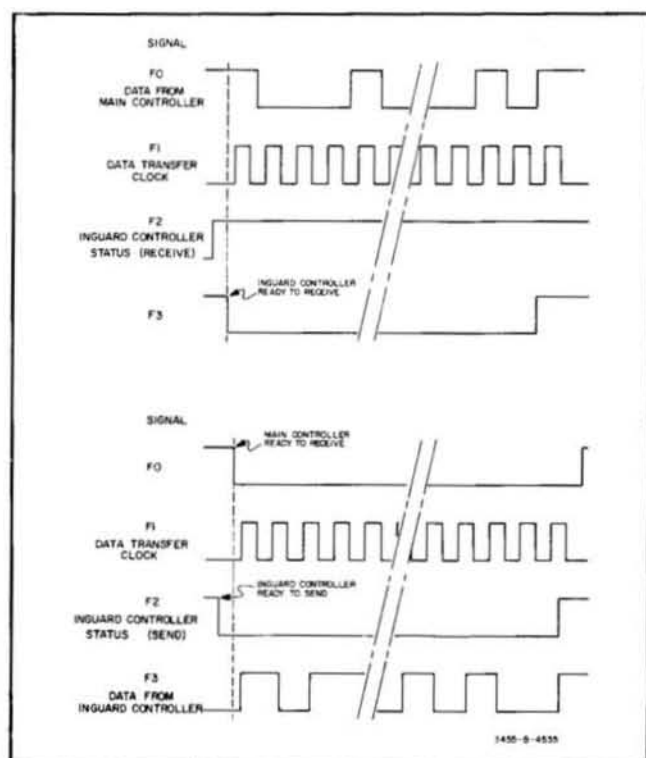 SIGNAL
F0
DATA FROM
MAIN CONTROLLER
F1
DATA TRANSFER
CLOCK
F2
INGUARD CONTROLLER
STATUS (RECEIVE)
INGUARD CONTROLLER
READY TO RECEIVE
F3
SIGNAL
MAIN CONTROLLER
READY TO RECEIVE
F0
F1
DATA TRANSFER
CLOCK
INGUARD CONTROLLER
READY TO SEND
F2
INGUARD CONTROLLER
STATUS (SEND)
F3
DATA FROM
INGUARD CONTROLLER